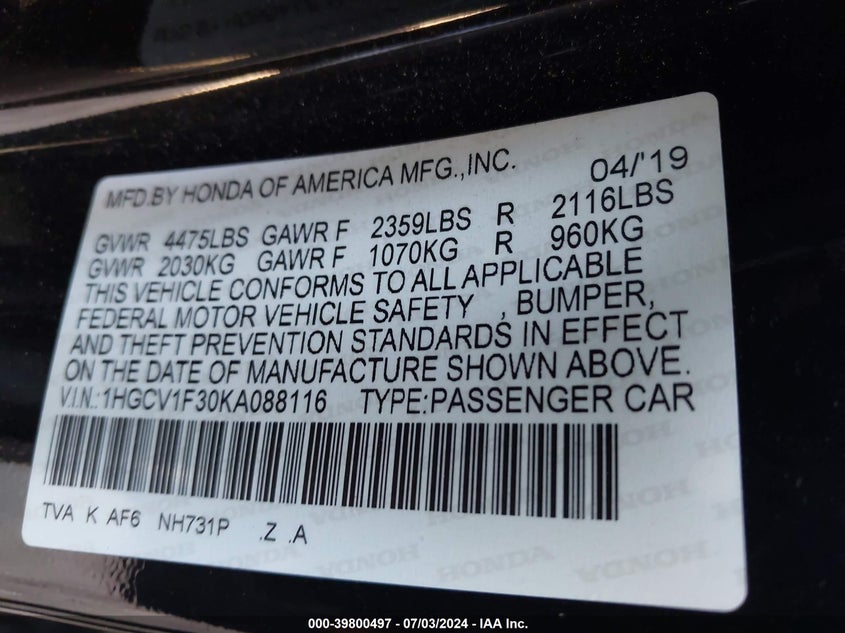 MFD.BY HONDA OF AMERICA MFG.,INC. 04/'19
GVWR 4475LBS GAWR F 2359LBS R 2116LBS
GVWR 2030KG GAWR F 1070KG R 960KG
THIS VEHICLE CONFORMS TO ALL APPLICABLE
FEDERAL MOTOR VEHICLE SAFETY , BUMPER,
AND THEFT PREVENTION STANDARDS IN EFFECT
ON THE DATE OF MANUFACTURE SHOWN ABOVE.
V.I.N.:1HGCV1F30KA088116 TYPE:PASSENGER CAR
TVA K AF6 NH731P .Z .A
HONDA HONDA HONDA
000-39800497 - 07/03/2024 - IAA Inc.